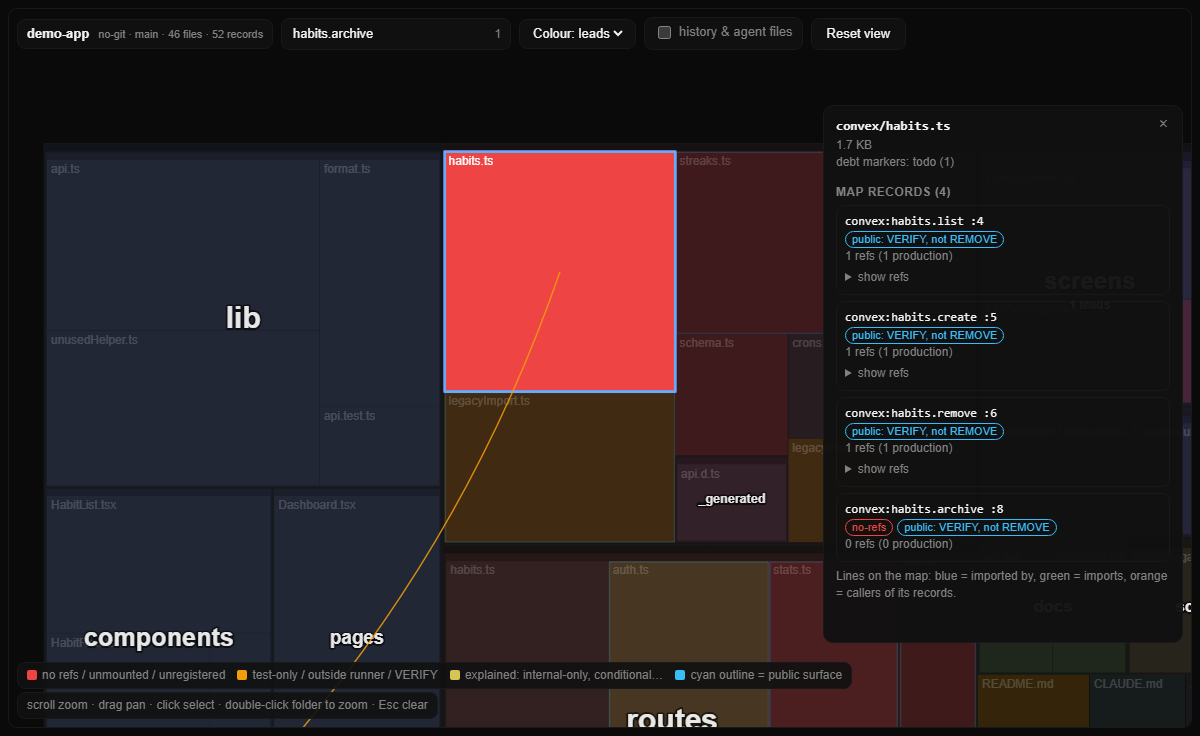 demo-app no-git · main · 46 files · 52 records
habits.archive 1
Colour: leads
history & agent files
Reset view
convex/habits.ts ×
1.7 KB
debt markers: todo (1)
MAP RECORDS (4)
convex:habits.list :4
public: VERIFY, not REMOVE
1 refs (1 production)
▶ show refs
convex:habits.create :5
public: VERIFY, not REMOVE
1 refs (1 production)
▶ show refs
convex:habits.remove :6
public: VERIFY, not REMOVE
1 refs (1 production)
▶ show refs
convex:habits.archive :8
no-refs public: VERIFY, not REMOVE
0 refs (0 production)
Lines on the map: blue = imported by, green = imports, orange
= callers of its records.
api.ts
format.ts
habits.ts
streaks.ts
screens
1 leads
lib
unusedHelper.ts
schema.ts
crons
legacyImport.ts
api.test.ts
legacy
api.d.ts
_generated
HabitList.tsx
Dashboard.tsx
habits.ts
auth.ts
stats.ts
docs
components
pages
README.md
CLAUDE.md
routes
no refs / unmounted / unregistered
test-only / outside runner / VERIFY
explained: internal-only, conditional…
cyan outline = public surface
scroll zoom · drag pan · click select · double-click folder to zoom · Esc clear